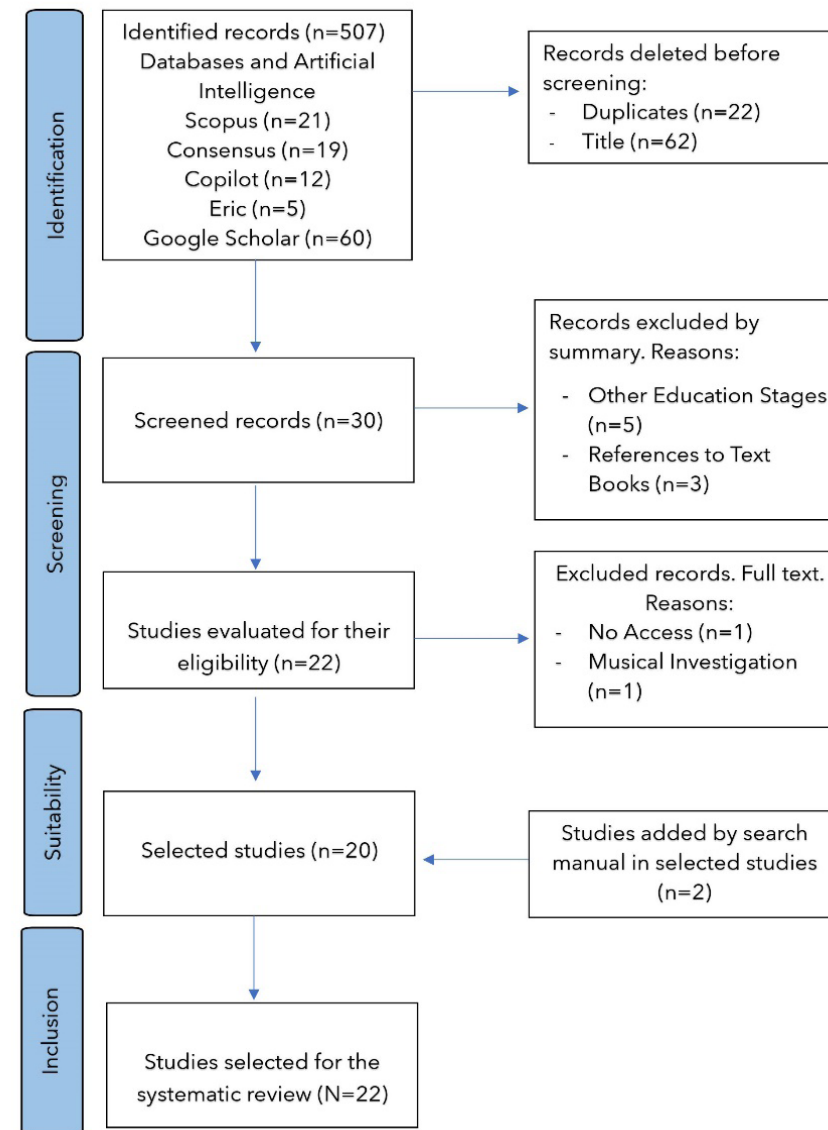 Identification
Identified records (n=507)
Databases and Artificial
Intelligence
Scopus (n=21)
Consensus (n=19)
Copilot (n=12)
Eric (n=5)
Google Scholar (n=60)
Records deleted before
screening:
- Duplicates (n=22)
- Title (n=62)
Screening
Screened records (n=30)
Records excluded by
summary. Reasons:
- Other Education Stages
(n=5)
- References to Text
Books (n=3)
Studies evaluated for their
eligibility (n=22)
Excluded records. Full text.
Reasons:
- No Access (n=1)
- Musical Investigation
(n=1)
Suitability
Selected studies (n=20)
Studies added by search
manual in selected studies
(n=2)
Inclusion
Studies selected for the
systematic review (N=22)